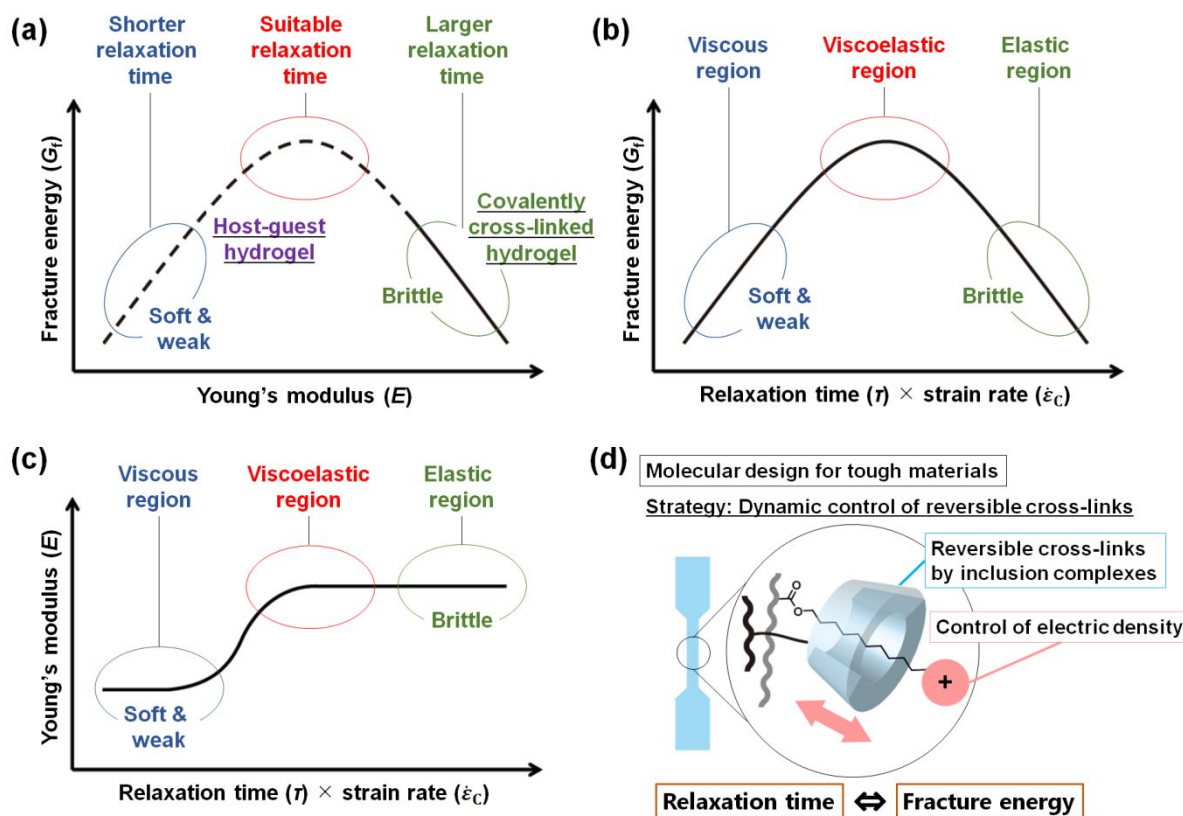 (a)
Shorter
relaxation
time
Suitable
relaxation
time
Larger
relaxation
time
Fracture energy (Gf)
Host-guest
hydrogel
Covalently
cross-linked
hydrogel
Soft &
weak
Brittle
Young's modulus (E)
(b)
Viscous
region
Viscoelastic
region
Elastic
region
Fracture energy (Gf)
Soft &
weak
Brittle
Relaxation time (τ) × strain rate (ε̇C)
(c)
Viscous
region
Viscoelastic
region
Elastic
region
Young's modulus (E)
Soft &
weak
Brittle
Relaxation time (τ) × strain rate (ε̇C)
(d)
Molecular design for tough materials
Strategy: Dynamic control of reversible cross-links
Reversible cross-links
by inclusion complexes
Control of electric density
O
O
+
Relaxation time ⇔ Fracture energy